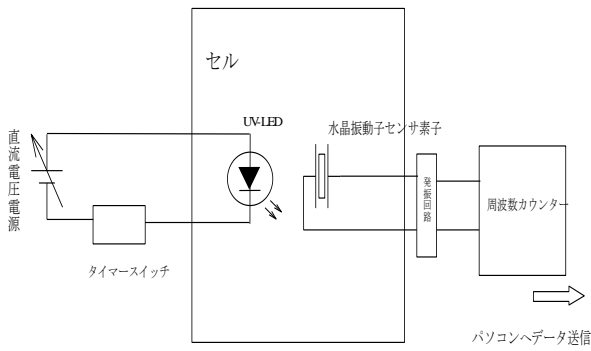 セル
UV-LED
水晶振動子センサ素子
直流電圧電源
発振回路
周波数カウンター
タイマースイッチ
パソコンへデータ送信